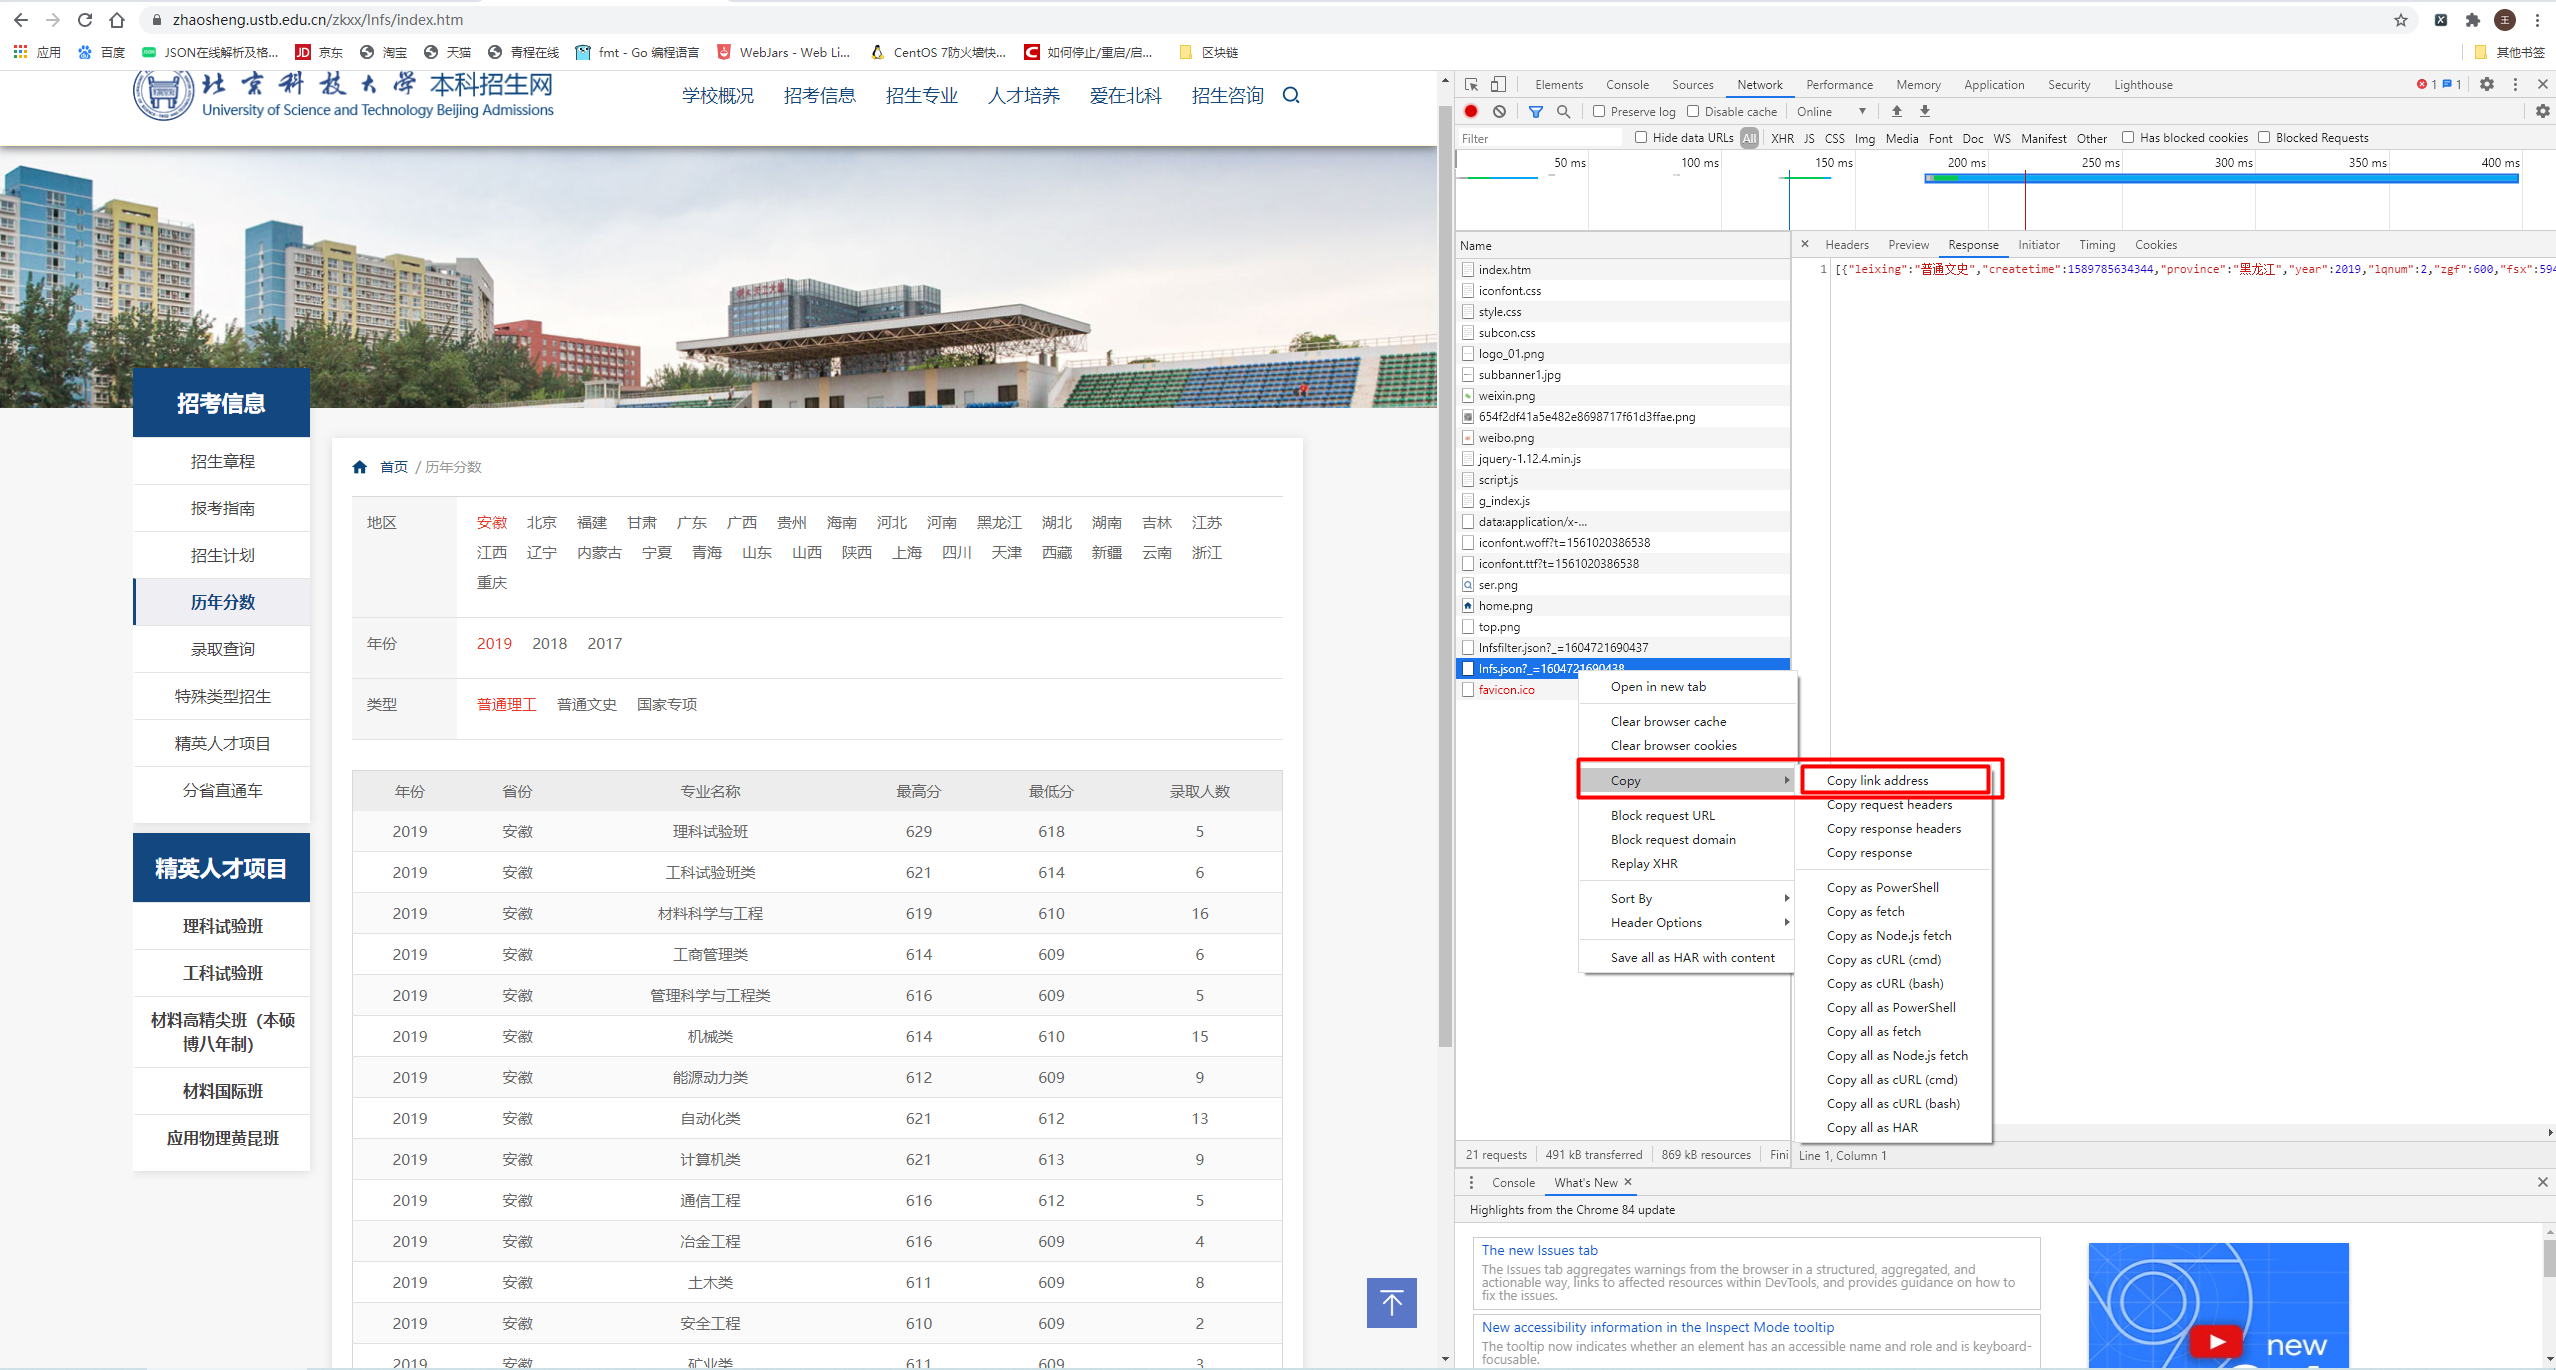 zhaosheng.ustb.edu.cn/zkxx/lnfs/index.htm
应用 百度 JSON在线解析及格... 京东 淘宝 天猫 青程在线 fmt - Go 编程语言 WebJars - Web Li... CentOS 7防火墙快... 如何停止/重启/启... 区块链 其他书签
北京科技大学 本科招生网
University of Science and Technology Beijing Admissions
学校概况 招考信息 招生专业 人才培养 爱在北科 招生咨询
招考信息
招生章程
报考指南
招生计划
历年分数
录取查询
特殊类型招生
精英人才项目
分省直通车
精英人才项目
理科试验班
工科试验班
材料高精尖班（本硕
博八年制）
材料国际班
应用物理黄昆班
首页 / 历年分数
地区 安徽 北京 福建 甘肃 广东 广西 贵州 海南 河北 河南 黑龙江 湖北 湖南 吉林 江苏
江西 辽宁 内蒙古 宁夏 青海 山东 山西 陕西 上海 四川 天津 西藏 新疆 云南 浙江
重庆
年份 2019 2018 2017
类型 普通理工 普通文史 国家专项
年份 省份 专业名称 最高分 最低分 录取人数
2019 安徽 理科试验班 629 618 5
2019 安徽 工科试验班类 621 614 6
2019 安徽 材料科学与工程 619 610 16
2019 安徽 工商管理类 614 609 6
2019 安徽 管理科学与工程类 616 609 5
2019 安徽 机械类 614 610 15
2019 安徽 能源动力类 612 609 9
2019 安徽 自动化类 621 612 13
2019 安徽 计算机类 621 613 9
2019 安徽 通信工程 616 612 5
2019 安徽 冶金工程 616 609 4
2019 安徽 土木类 611 609 8
2019 安徽 安全工程 610 609 2
2019 安徽 矿业类 611 609 3
Elements Console Sources Network Performance Memory Application Security Lighthouse 1 1
Preserve log Disable cache Online
Filter Hide data URLs All XHR JS CSS Img Media Font Doc WS Manifest Other Has blocked cookies Blocked Requests
50 ms 100 ms 150 ms 200 ms 250 ms 300 ms 350 ms 400 ms
Name
index.htm
iconfont.css
style.css
subcon.css
logo_01.png
subbanner1.jpg
weixin.png
654f2df41a5e482e8698717f61d3ffae.png
weibo.png
jquery-1.12.4.min.js
script.js
g_index.js
data:application/x-...
iconfont.woff?t=1561020386538
iconfont.ttf?t=1561020386538
ser.png
home.png
top.png
lnfsfilter.json?_=1604721690437
lnfs.json?_=1604721690438
favicon.ico
Headers Preview Response Initiator Timing Cookies
1 [{"leixing":"普通文史","createtime":1589785634344,"province":"黑龙江","year":2019,"lqnum":2,"zgf":600,"fsx":594
Open in new tab
Clear browser cache
Clear browser cookies
Copy
Block request URL
Block request domain
Replay XHR
Sort By
Header Options
Save all as HAR with content
Copy link address
Copy request headers
Copy response headers
Copy response
Copy as PowerShell
Copy as fetch
Copy as Node.js fetch
Copy as cURL (cmd)
Copy as cURL (bash)
Copy all as PowerShell
Copy all as fetch
Copy all as Node.js fetch
Copy all as cURL (cmd)
Copy all as cURL (bash)
Copy all as HAR
21 requests 491 kB transferred 869 kB resources Fini
Line 1, Column 1
Console What's New
Highlights from the Chrome 84 update
The new Issues tab
The Issues tab aggregates warnings from the browser in a structured, aggregated, and
actionable way, links to affected resources within DevTools, and provides guidance on how to
fix the issues.
New accessibility information in the Inspect Mode tooltip
The tooltip now indicates whether an element has an accessible name and role and is keyboard-
focusable.
new